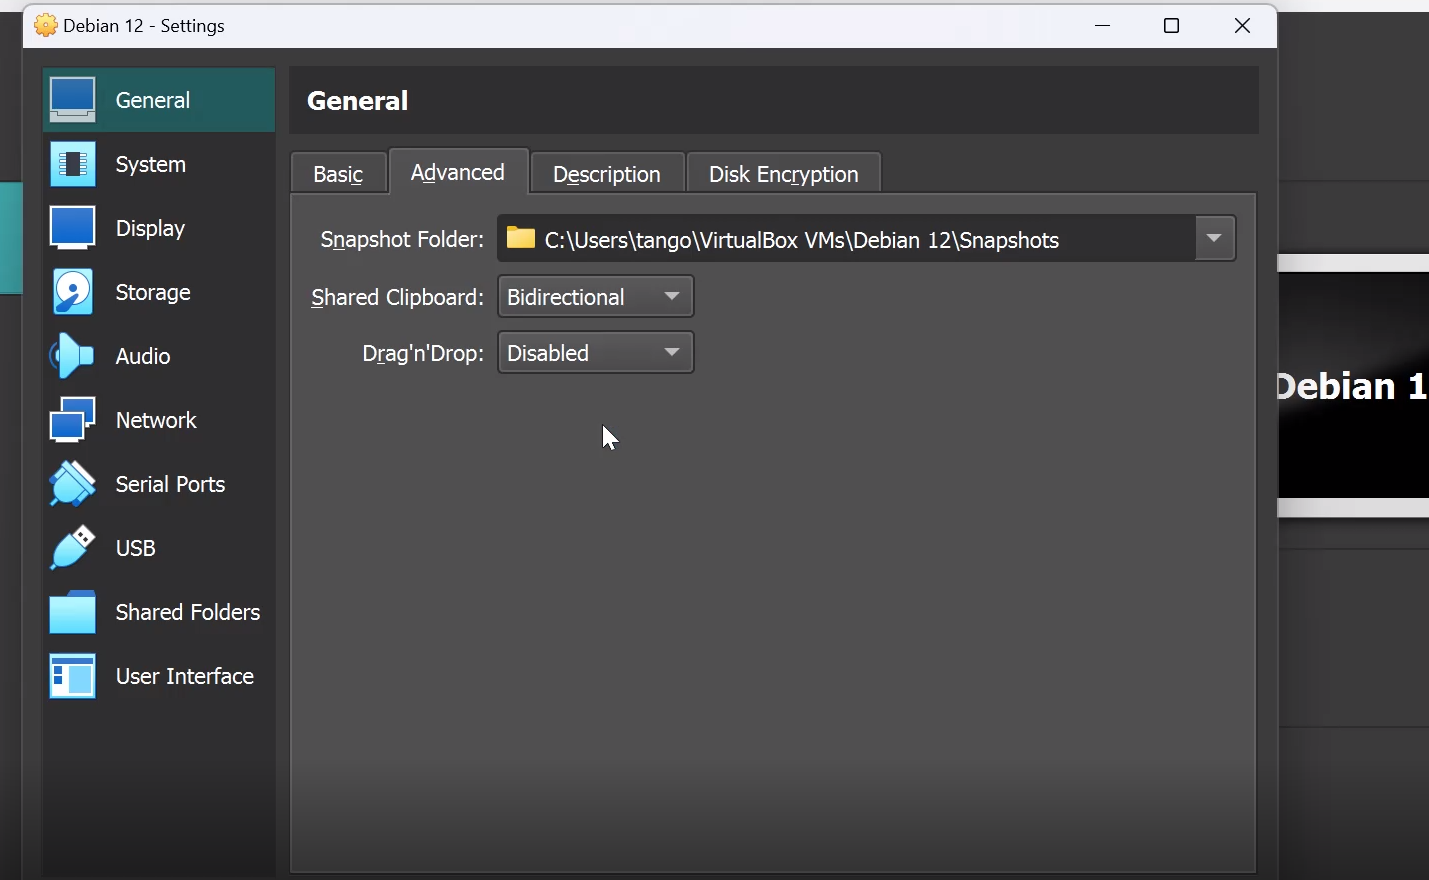 Debian 12 - Settings
General
System
Display
Storage
Audio
Network
Serial Ports
USB
Shared Folders
User Interface
General
Basic
Advanced
Description
Disk Encryption
Snapshot Folder: C:\Users\tango\VirtualBox VMs\Debian 12\Snapshots
Shared Clipboard: Bidirectional
Drag'n'Drop: Disabled
Debian 1